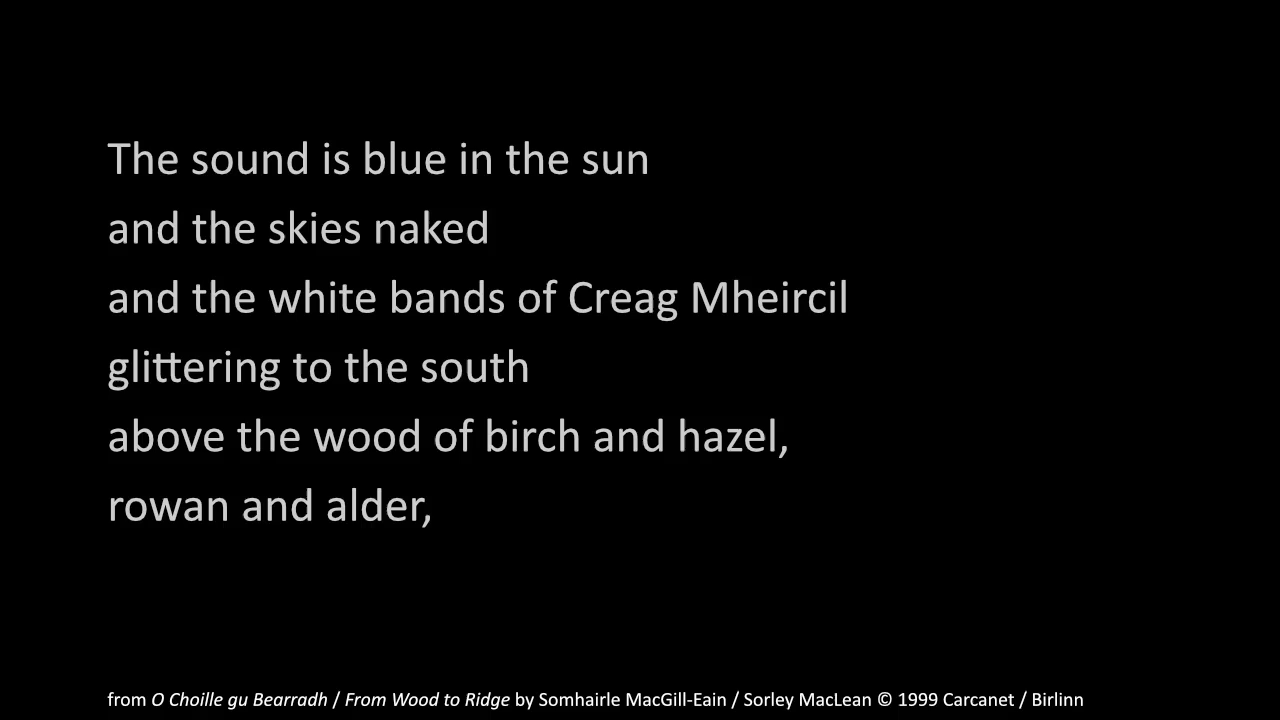 The sound is blue in the sun
and the skies naked
and the white bands of Creag Mheircil
glittering to the south
above the wood of birch and hazel,
rowan and alder,
from O Choille gu Bearradh / From Wood to Ridge by Somhairle MacGill-Eain / Sorley MacLean © 1999 Carcanet / Birlinn